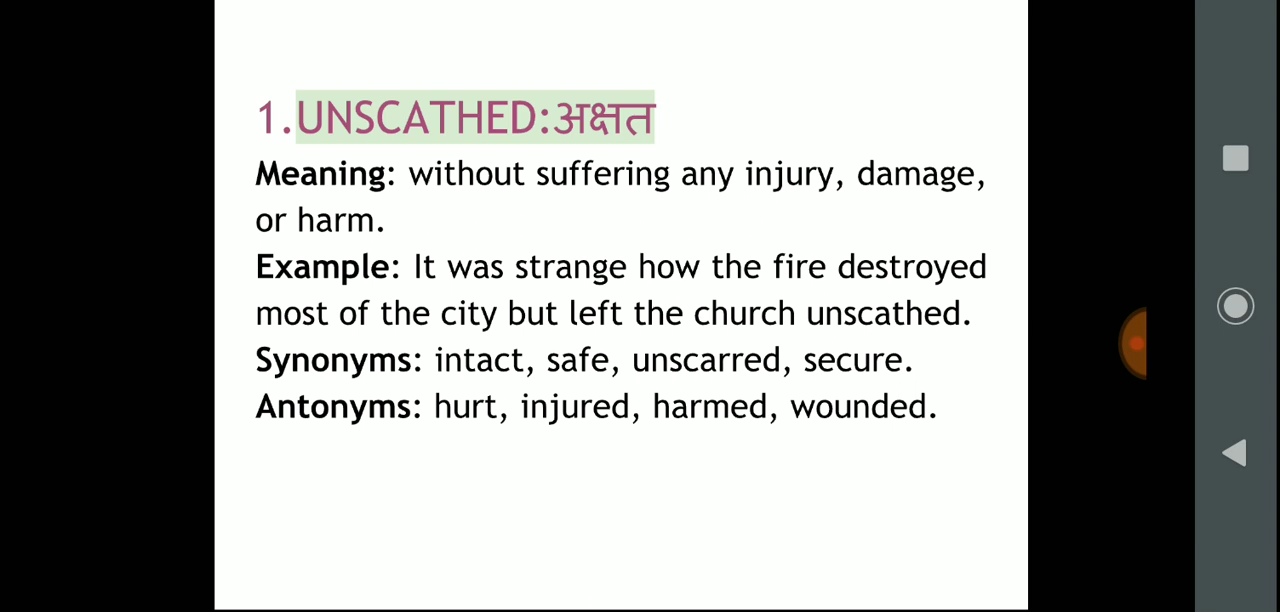 1.UNSCATHED:अक्षत
Meaning: without suffering any injury, damage,
or harm.
Example: It was strange how the fire destroyed
most of the city but left the church unscathed.
Synonyms: intact, safe, unscarred, secure.
Antonyms: hurt, injured, harmed, wounded.